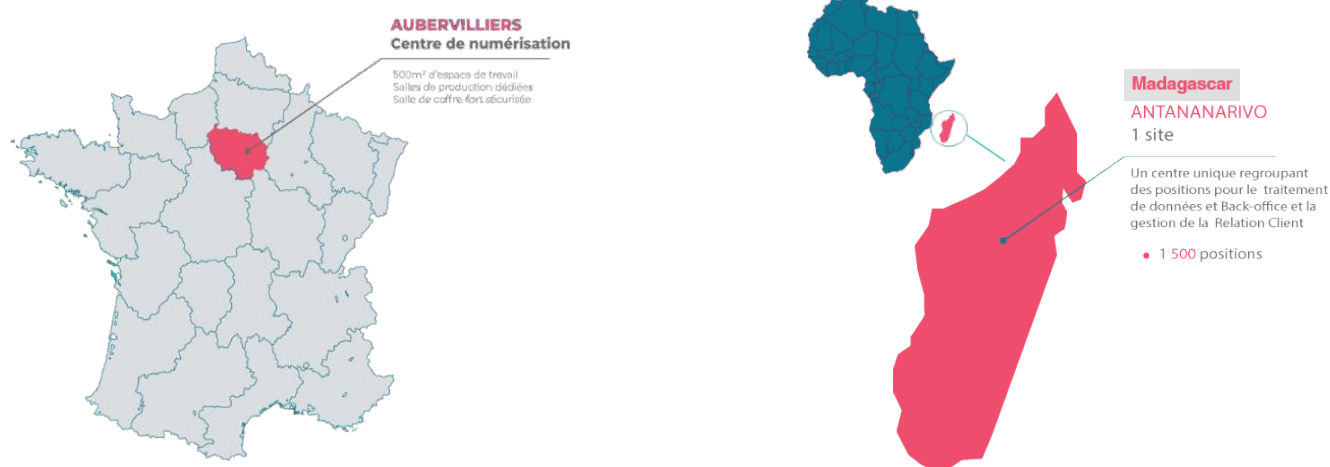 AUBERVILLIERS
Centre de numérisation
500m² d'espace de travail
Salles de production dédiées
Salle de coffre-fort sécurisée
Madagascar
ANTANANARIVO
1 site
Un centre unique regroupant
des positions pour le traitement
de données et Back-office et la
gestion de la Relation Client
• 1 500 positions